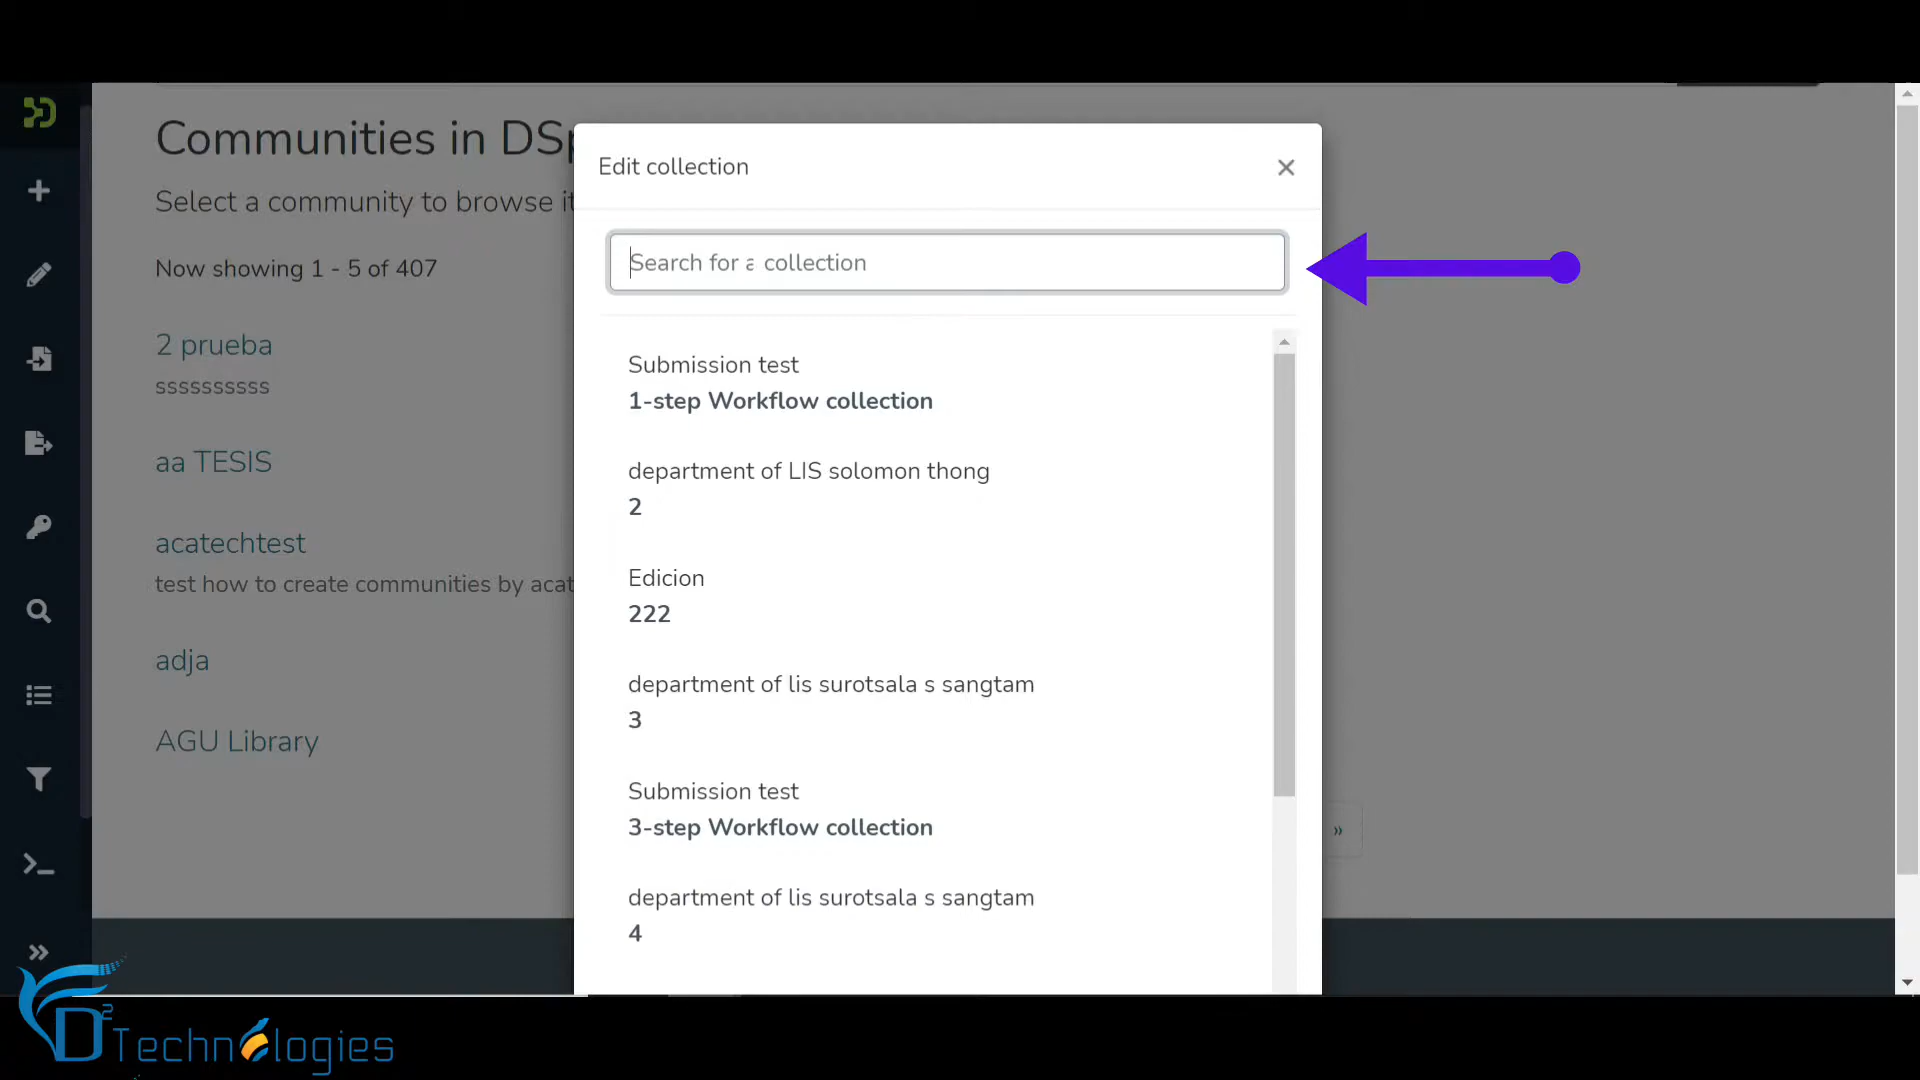 Communities in DSp
Select a community to browse it
Now showing 1 - 5 of 407
2 prueba
ssssssssss
aa TESIS
acatechtest
test how to create communities by acat
adja
AGU Library
Edit collection
×
Search for a collection
Submission test
1-step Workflow collection
department of LIS solomon thong
2
Edicion
222
department of lis surotsala s sangtam
3
Submission test
3-step Workflow collection
department of lis surotsala s sangtam
4
»
D2 Technologies